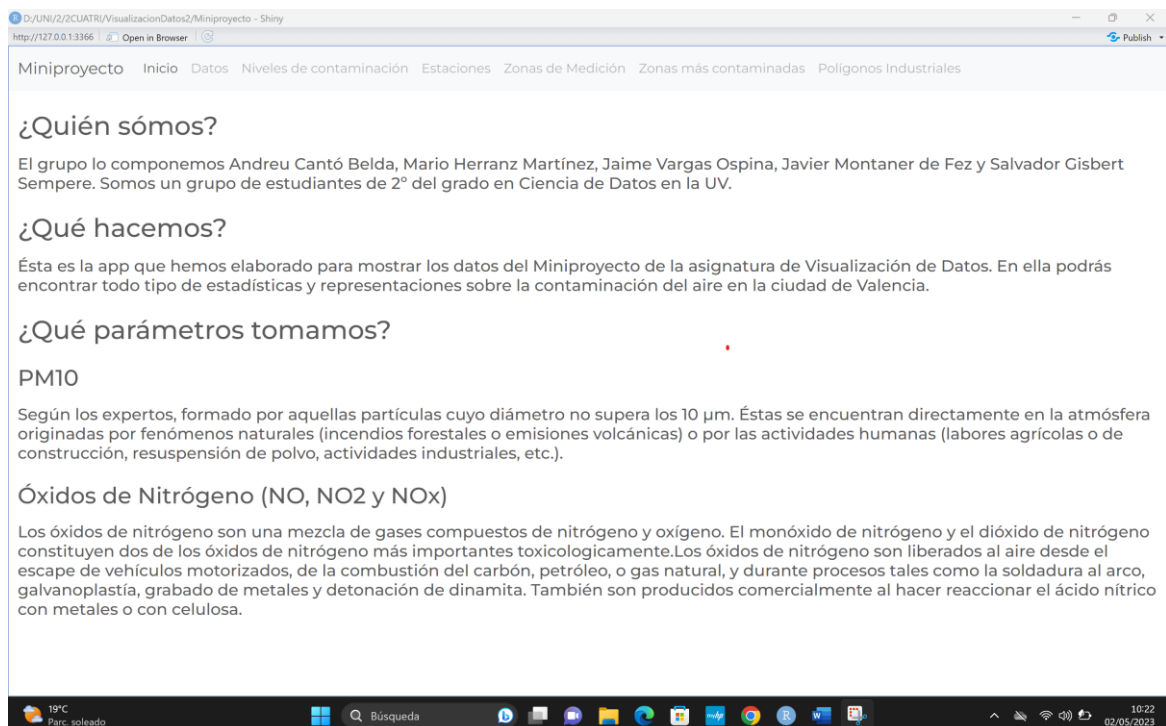 D:/UNI/2/2CUATRI/VisualizacionDatos2/Miniproyecto - Shiny
http://127.0.0.1:3366 Open in Browser Publish
Miniproyecto Inicio Datos Niveles de contaminación Estaciones Zonas de Medición Zonas más contaminadas Polígonos Industriales
¿Quién sómos?
El grupo lo componemos Andreu Cantó Belda, Mario Herranz Martínez, Jaime Vargas Ospina, Javier Montaner de Fez y Salvador Gisbert
Sempere. Somos un grupo de estudiantes de 2º del grado en Ciencia de Datos en la UV.
¿Qué hacemos?
Ésta es la app que hemos elaborado para mostrar los datos del Miniproyecto de la asignatura de Visualización de Datos. En ella podrás
encontrar todo tipo de estadísticas y representaciones sobre la contaminación del aire en la ciudad de Valencia.
¿Qué parámetros tomamos?
PM10
Según los expertos, formado por aquellas partículas cuyo diámetro no supera los 10 µm. Éstas se encuentran directamente en la atmósfera
originadas por fenómenos naturales (incendios forestales o emisiones volcánicas) o por las actividades humanas (labores agrícolas o de
construcción, resuspensión de polvo, actividades industriales, etc.).
Óxidos de Nitrógeno (NO, NO2 y NOx)
Los óxidos de nitrógeno son una mezcla de gases compuestos de nitrógeno y oxígeno. El monóxido de nitrógeno y el dióxido de nitrógeno
constituyen dos de los óxidos de nitrógeno más importantes toxicologicamente.Los óxidos de nitrógeno son liberados al aire desde el
escape de vehículos motorizados, de la combustión del carbón, petróleo, o gas natural, y durante procesos tales como la soldadura al arco,
galvanoplastía, grabado de metales y detonación de dinamita. También son producidos comercialmente al hacer reaccionar el ácido nítrico
con metales o con celulosa.
19°C
Parc. soleado
Búsqueda
10:22
02/05/2023